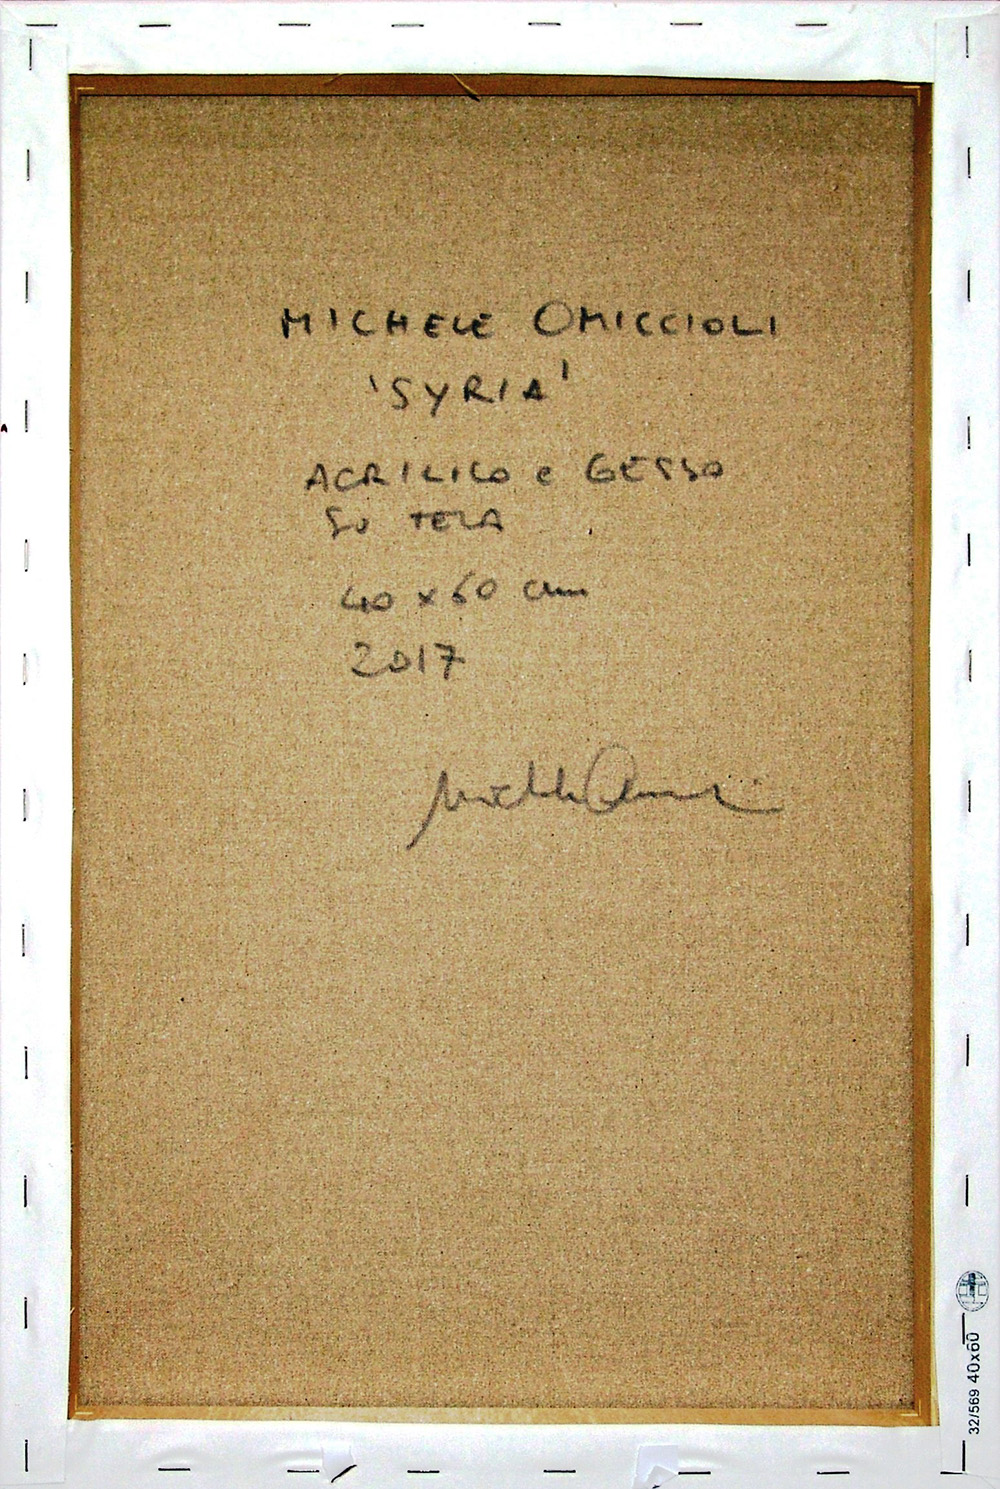 MICHELE OMICCIOLI
'SYRIA'
ACRILICO e GESSO
SU TELA
40 x 60 cm
2017
32/569 40x60